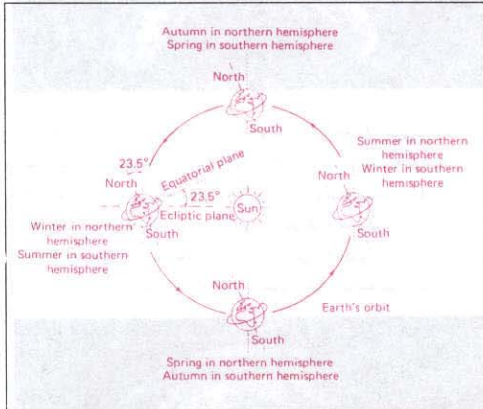 Autumn in northern hemisphere
Spring in southern hemisphere
North
South
Summer in northern
hemisphere
Winter in southern
hemisphere
North
South
23.5°
North
Equatorial plane
23.5°
Ecliptic plane
Sun
South
Winter in northern
hemisphere
Summer in southern
hemisphere
North
South
Earth's orbit
Spring in northern hemisphere
Autumn in southern hemisphere